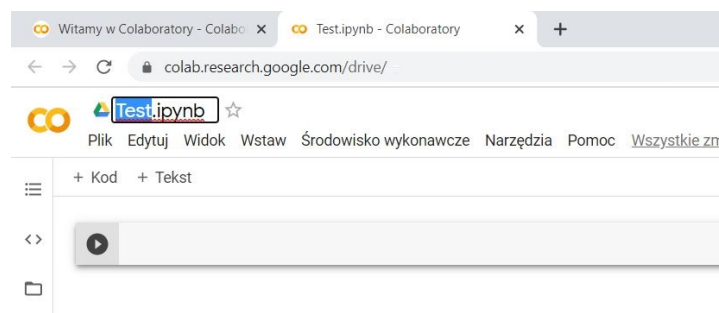 Witamy w Colaboratory - Colabo
Test.ipynb - Colaboratory
colab.research.google.com/drive/
CO
Test.ipynb
Plik Edytuj Widok Wstaw Środowisko wykonawcze Narzędzia Pomoc Wszystkie zm
+ Kod + Tekst